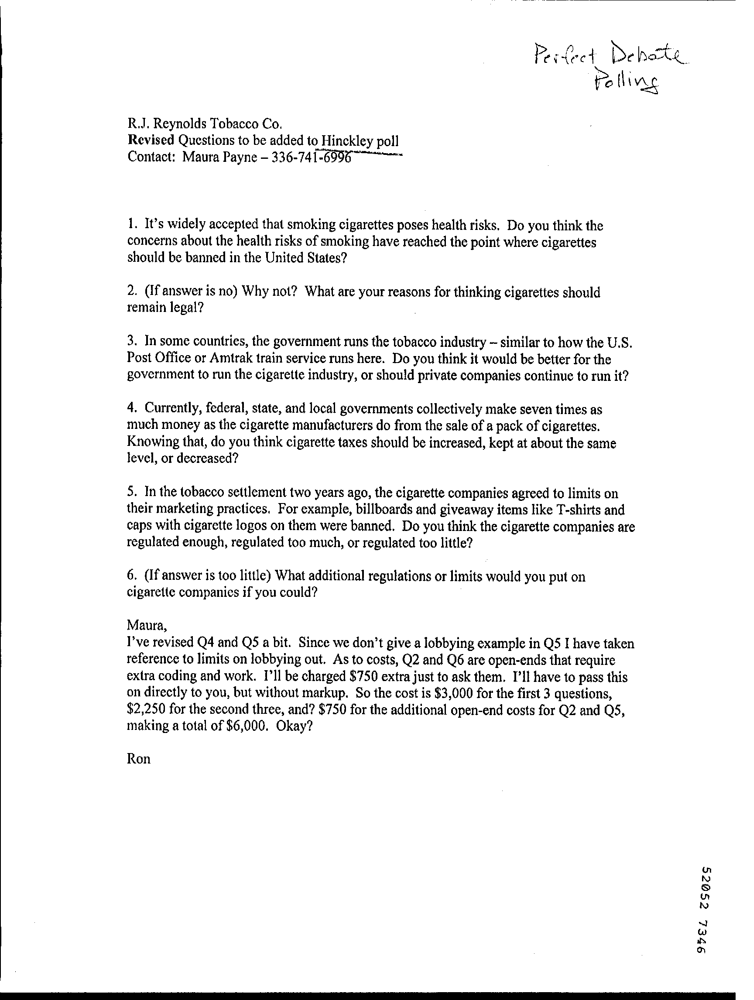 Perfect Debate
Polling
R.J. Reynolds Tobacco Co.
Revised Questions to be added to Hinckley poll
Contact: Maura Payne – 336-741-6996
1. It's widely accepted that smoking cigarettes poses health risks. Do you think the
concerns about the health risks of smoking have reached the point where cigarettes
should be banned in the United States?
2. (If answer is no) Why not? What are your reasons for thinking cigarettes should
remain legal?
3. In some countries, the government runs the tobacco industry – similar to how the U.S.
Post Office or Amtrak train service runs here. Do you think it would be better for the
government to run the cigarette industry, or should private companies continue to run it?
4. Currently, federal, state, and local governments collectively make seven times as
much money as the cigarette manufacturers do from the sale of a pack of cigarettes.
Knowing that, do you think cigarette taxes should be increased, kept at about the same
level, or decreased?
5. In the tobacco settlement two years ago, the cigarette companies agreed to limits on
their marketing practices. For example, billboards and giveaway items like T-shirts and
caps with cigarette logos on them were banned. Do you think the cigarette companies are
regulated enough, regulated too much, or regulated too little?
6. (If answer is too little) What additional regulations or limits would you put on
cigarette companies if you could?
Maura,
I've revised Q4 and Q5 a bit. Since we don't give a lobbying example in Q5 I have taken
reference to limits on lobbying out. As to costs, Q2 and Q6 are open-ends that require
extra coding and work. I'll be charged $750 extra just to ask them. I'll have to pass this
on directly to you, but without markup. So the cost is $3,000 for the first 3 questions,
$2,250 for the second three, and? $750 for the additional open-end costs for Q2 and Q5,
making a total of $6,000. Okay?
Ron
52052 7346